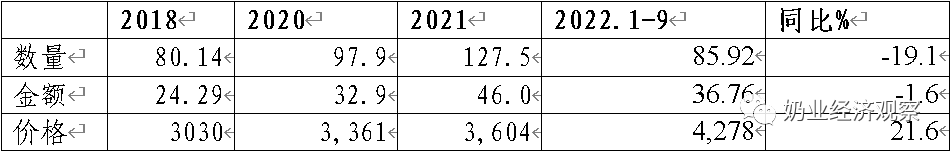 2018 2020 2021 2022.1-9 同比%
数量 80.14 97.9 127.5 85.92 -19.1
金额 24.29 32.9 46.0 36.76 -1.6
价格 3030 3,361 3,604 4,278 21.6
奶业经济观察